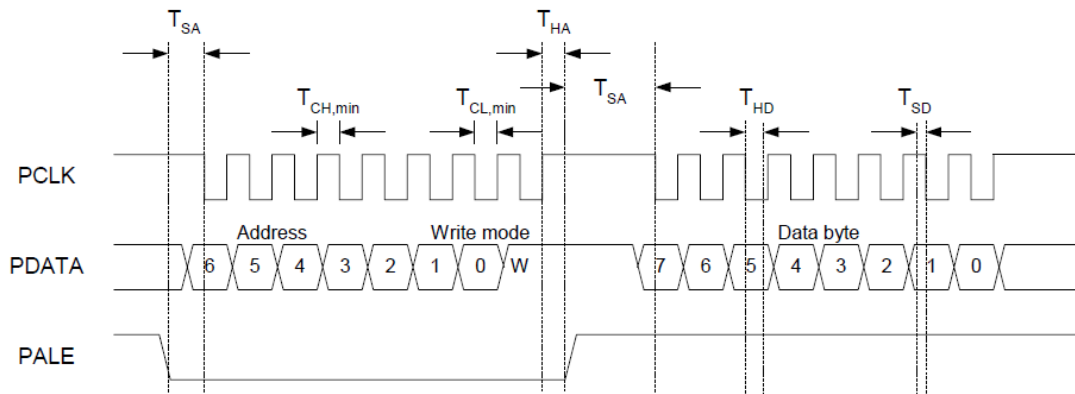 T_SA T_HA
T_CH,min T_CL,min T_SA T_HD T_SD
PCLK
Address Write mode Data byte
PDATA 6 5 4 3 2 1 0 W 7 6 5 4 3 2 1 0
PALE